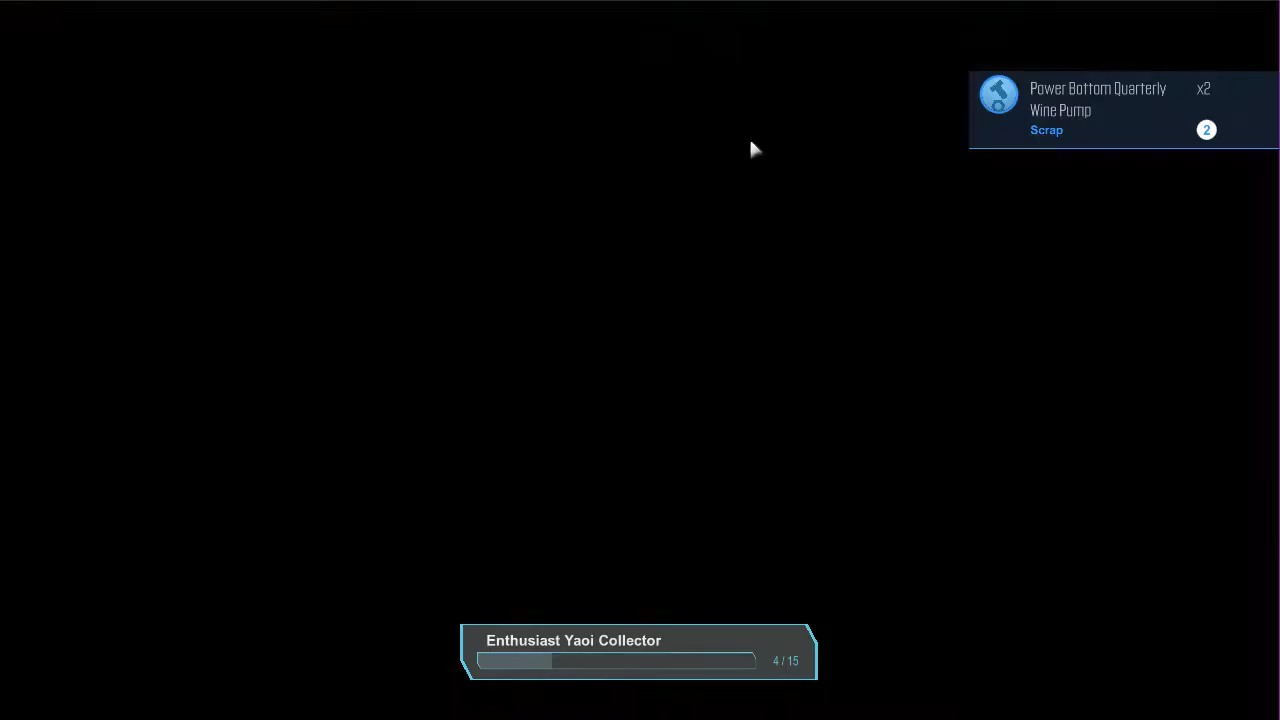 Power Bottom Quarterly x2
Wine Pump
Scrap 2
Enthusiast Yaoi Collector
4 / 15